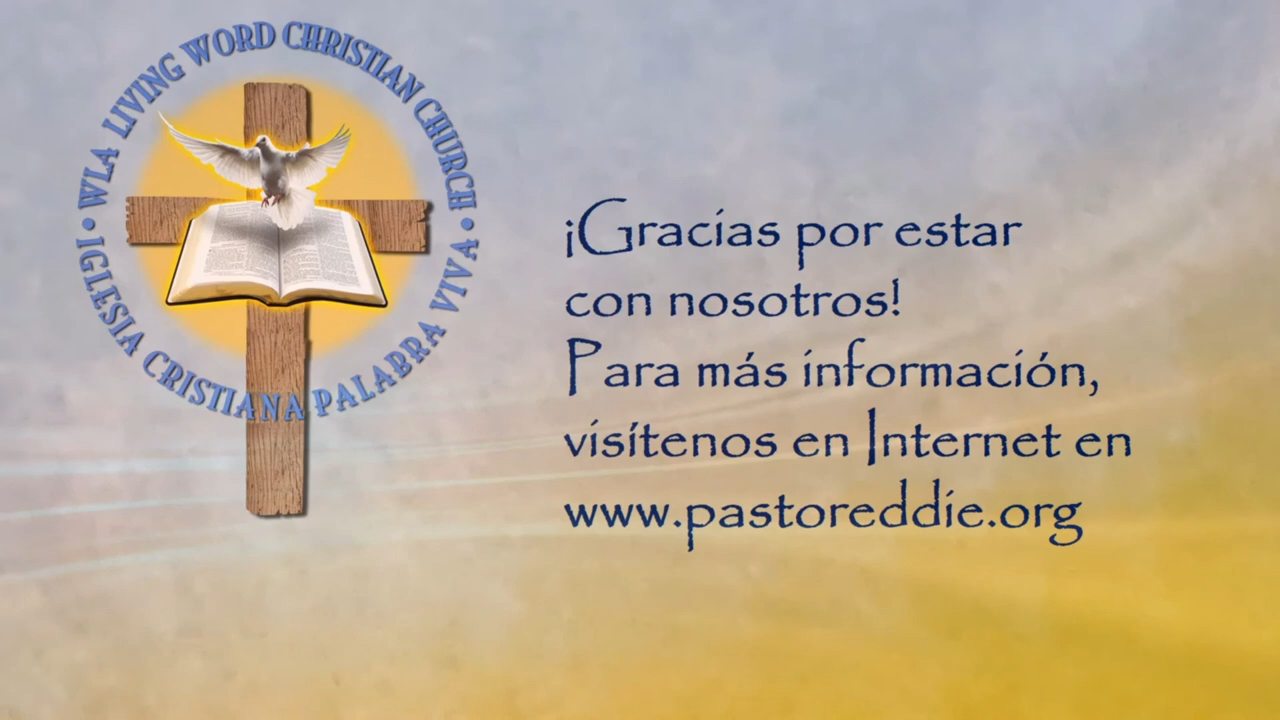 • WLA LIVING WORD CHRISTIAN CHURCH •
IGLESIA CRISTIANA PALABRA VIVA
¡Gracias por estar
con nosotros!
Para más información,
visítenos en Internet en
www.pastoreddie.org